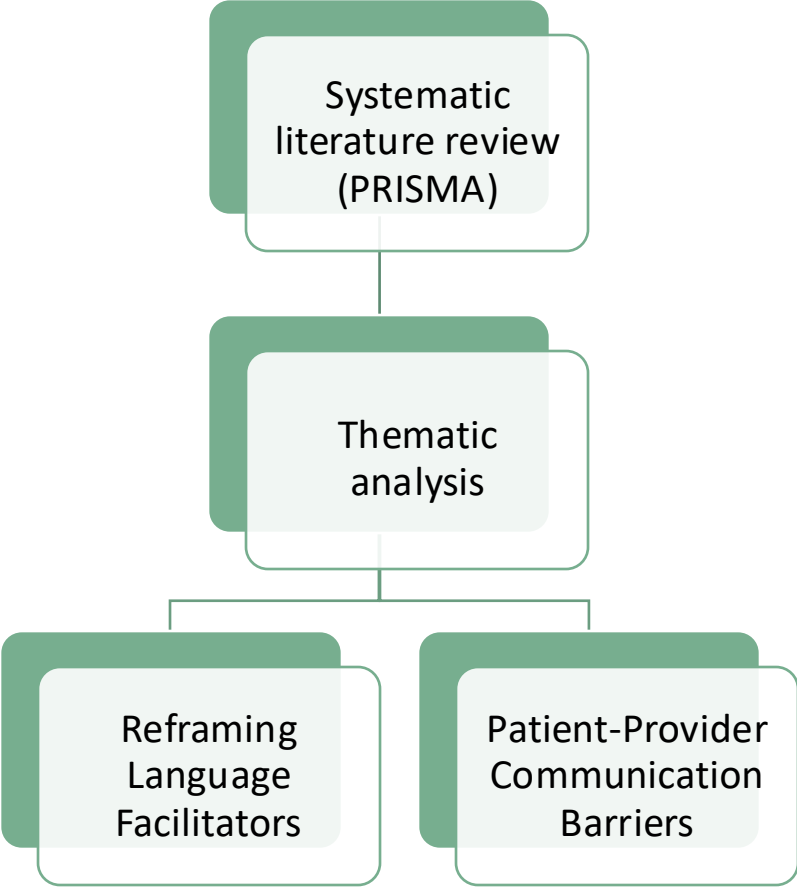 Systematic
literature review
(PRISMA)
Thematic
analysis
Reframing
Language
Facilitators
Patient-Provider
Communication
Barriers